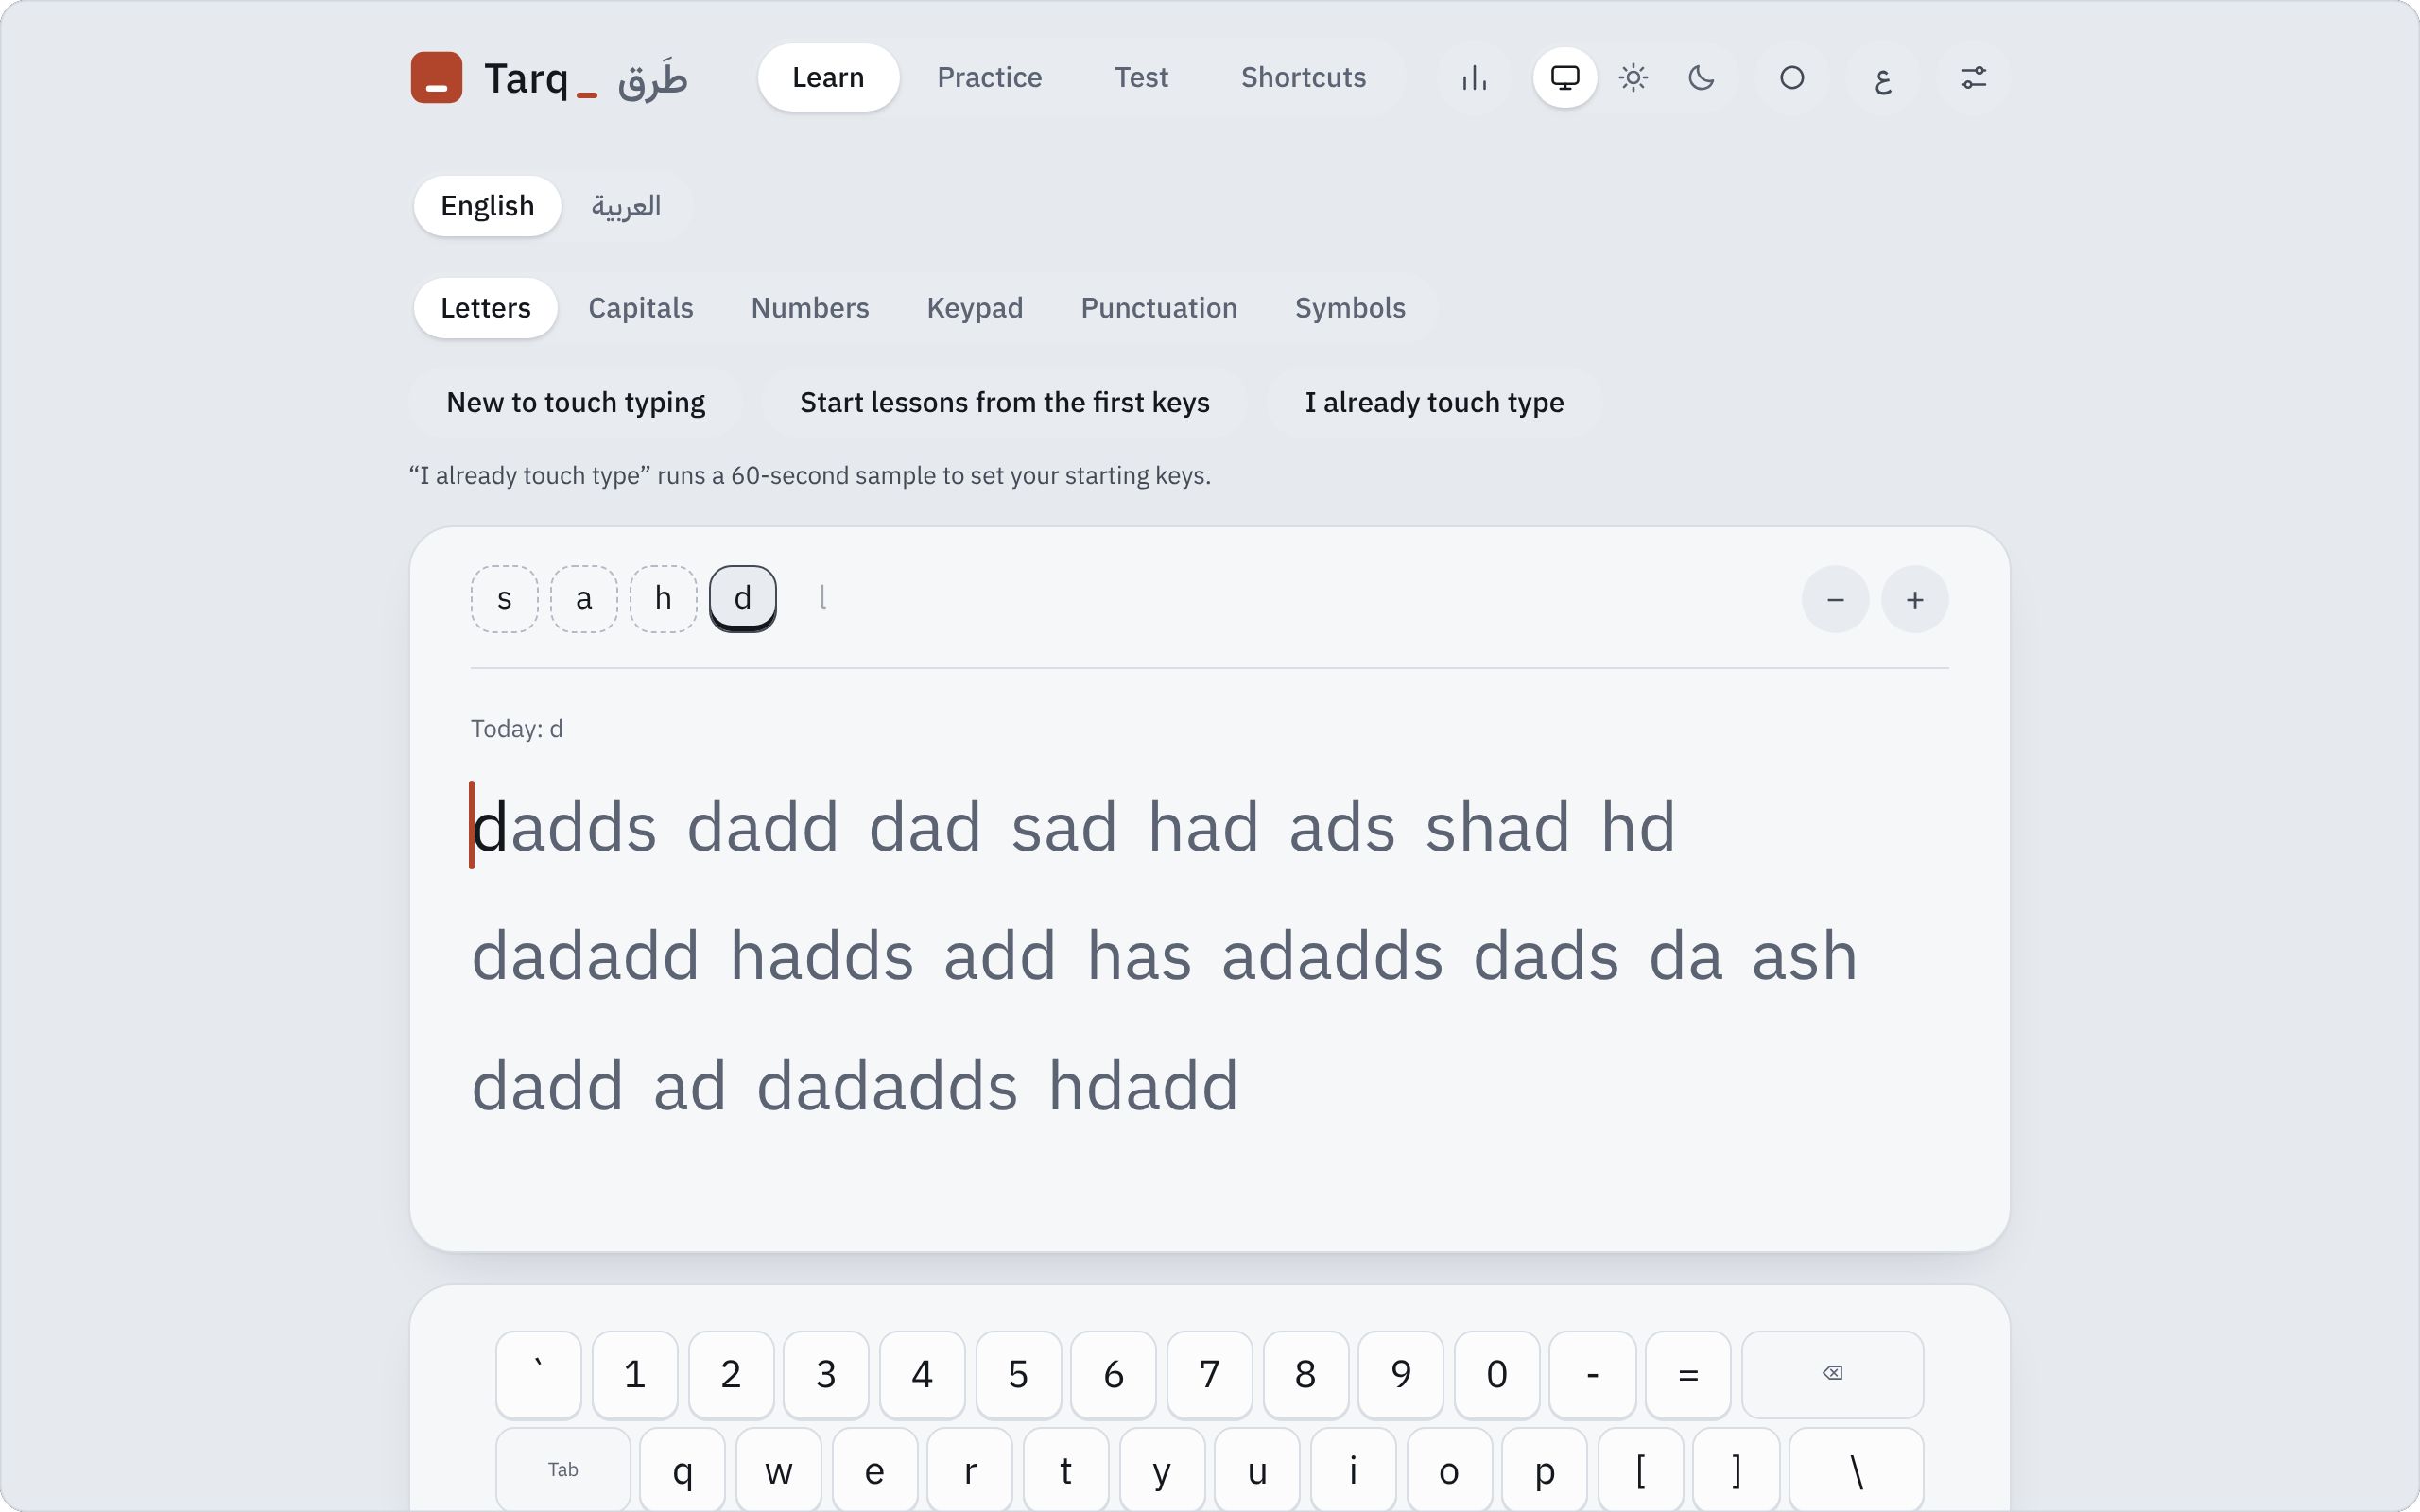 Tarq_ طَرق Learn Practice Test Shortcuts ع
English العربية
Letters Capitals Numbers Keypad Punctuation Symbols
New to touch typing Start lessons from the first keys I already touch type
“I already touch type” runs a 60-second sample to set your starting keys.
s a h d l − +
Today: d
dadds dadd dad sad had ads shad hd
dadadd hadds add has adadds dads da ash
dadd ad dadadds hdadd
` 1 2 3 4 5 6 7 8 9 0 - =
Tab q w e r t y u i o p [ ] \